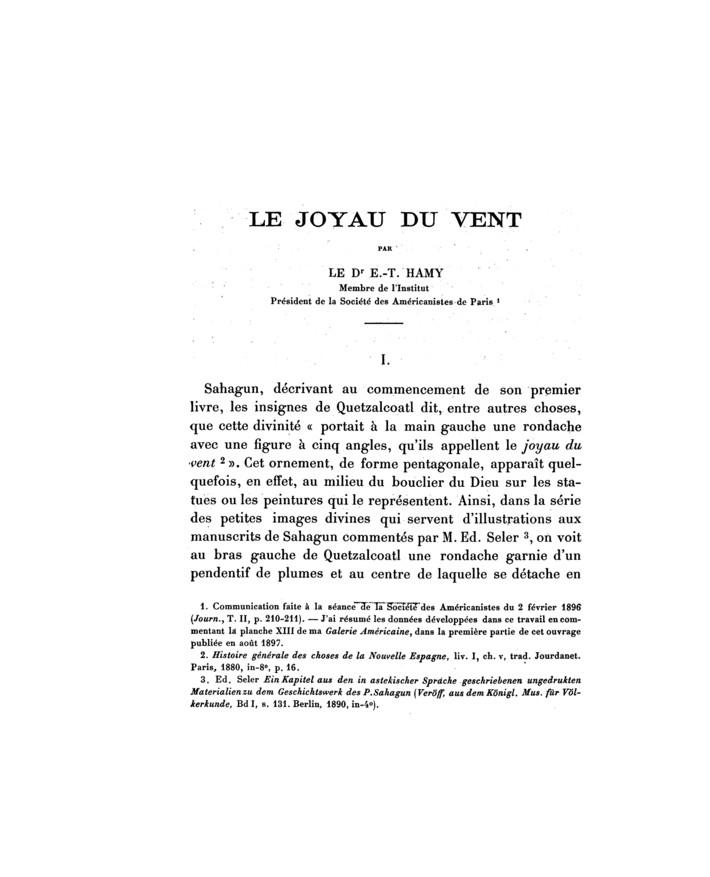 LE JOYAU DU VENT
PAR
LE Dr E.-T. HAMY
Membre de l'Institut
Président de la Société des Américanistes de Paris 1
I.
Sahagun, décrivant au commencement de son premier
livre, les insignes de Quetzalcoatl dit, entre autres choses,
que cette divinité « portait à la main gauche une rondache
avec une figure à cinq angles, qu'ils appellent le joyau du
vent 2 ». Cet ornement, de forme pentagonale, apparaît quel-
quefois, en effet, au milieu du bouclier du Dieu sur les sta-
tues ou les peintures qui le représentent. Ainsi, dans la série
des petites images divines qui servent d'illustrations aux
manuscrits de Sahagun commentés par M. Ed. Seler 3, on voit
au bras gauche de Quetzalcoatl une rondache garnie d'un
pendentif de plumes et au centre de laquelle se détache en
1. Communication faite à la séance de la Société des Américanistes du 2 février 1896
(Journ., T. II, p. 210-211). — J'ai résumé les données développées dans ce travail en com-
mentant la planche XIII de ma Galerie Américaine, dans la première partie de cet ouvrage
publiée en août 1897.
2. Histoire générale des choses de la Nouvelle Espagne, liv. I, ch. v, trad. Jourdanet.
Paris, 1880, in-8º, p. 16.
3. Ed. Seler Ein Kapitel aus den in astekischer Sprache geschriebenen ungedrukten
Materialien zu dem Geschichtswerk des P. Sahagun (Veröff, aus dem Königl. Mus. für Völ-
kerkunde, Bd I, s. 131. Berlin, 1890, in-4º).